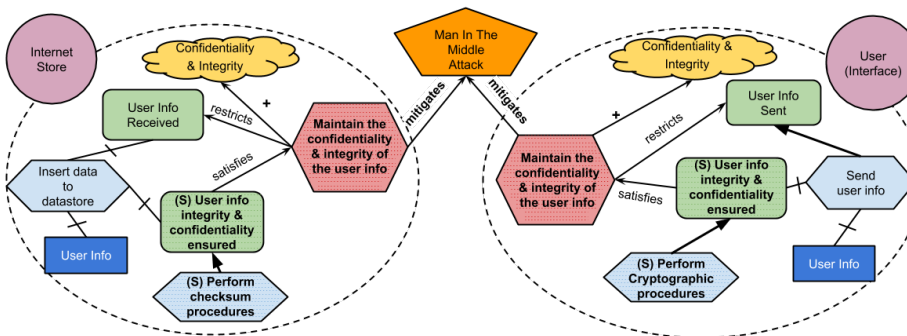 Internet
Store
Confidentiality
& Integrity
Man In The
Middle
Attack
Confidentiality &
Integrity
User
(Interface)
User Info
Received
+
restricts
mitigates
mitigates
+
restricts
User Info
Sent
Maintain the
confidentiality
& integrity of
the user info
satisfies
Maintain the
confidentiality
& integrity of
the user info
satisfies
Insert data
to
datastore
(S) User info
integrity &
confidentiality
ensured
(S) User info
integrity &
confidentiality
ensured
Send
user info
User Info
(S) Perform
checksum
procedures
(S) Perform
Cryptographic
procedures
User Info